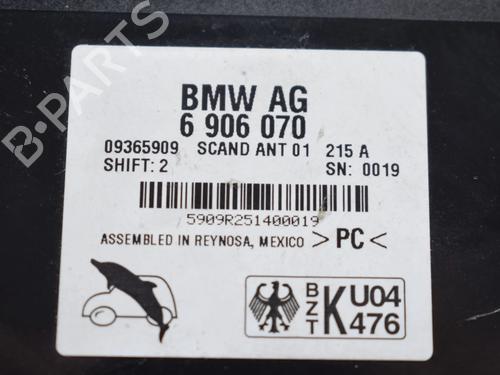 B-PARTS
BMW AG
6 906 070
09365909 SCAND ANT 01 215 A
SHIFT: 2 SN: 0019
5909R251400019
ASSEMBLED IN REYNOSA, MEXICO >PC<
BZT K U04 476